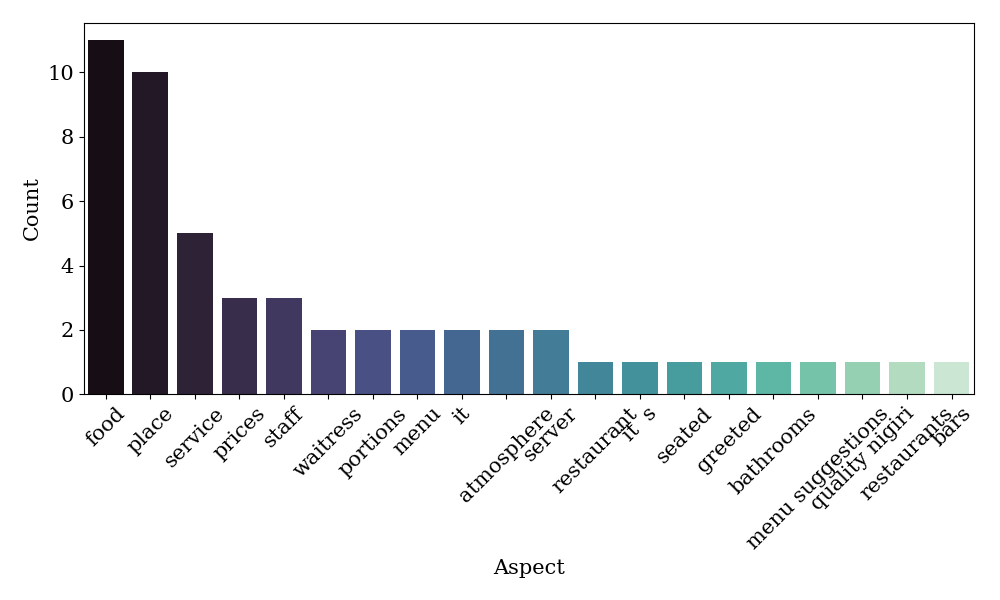 Count
10
8
6
4
2
0
food
place
service
prices
staff
waitress
portions
menu
it
atmosphere
server
restaurant
it s
seated
greeted
bathrooms
menu suggestions
quality nigiri
restaurants
bars
Aspect